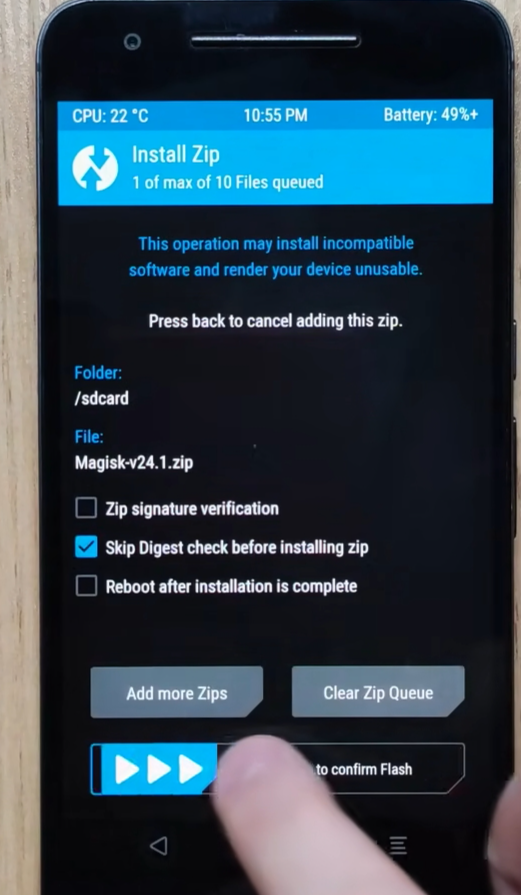 CPU: 22 °C 10:55 PM Battery: 49%+
Install Zip
1 of max of 10 Files queued
This operation may install incompatible
software and render your device unusable.
Press back to cancel adding this zip.
Folder:
/sdcard
File:
Magisk-v24.1.zip
Zip signature verification
Skip Digest check before installing zip
Reboot after installation is complete
Add more Zips Clear Zip Queue
to confirm Flash